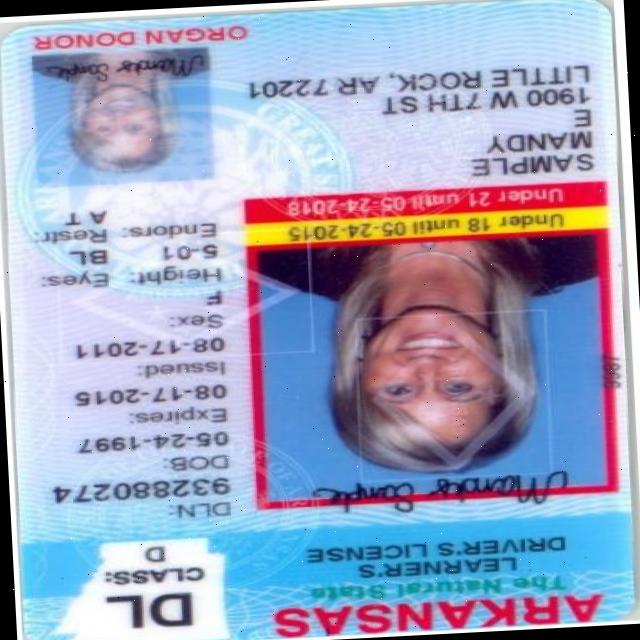 ARKANSAS
The Natural State
LEARNER'S
DRIVER'S LICENSE
DL
CLASS:
D
DLN:
932880274
DOB:
05-24-1997
Expires:
08-17-2015
Issued:
08-17-2011
Sex:
F
Height: Eyes:
5-01 BL
Endors: Restr:
A T
Mandy Sample
Under 18 until 05-24-2015
Under 21 until 05-24-2018
SAMPLE
MANDY
E
1900 W 7TH ST
LITTLE ROCK, AR 72201
Mandy Sample
ORGAN DONOR